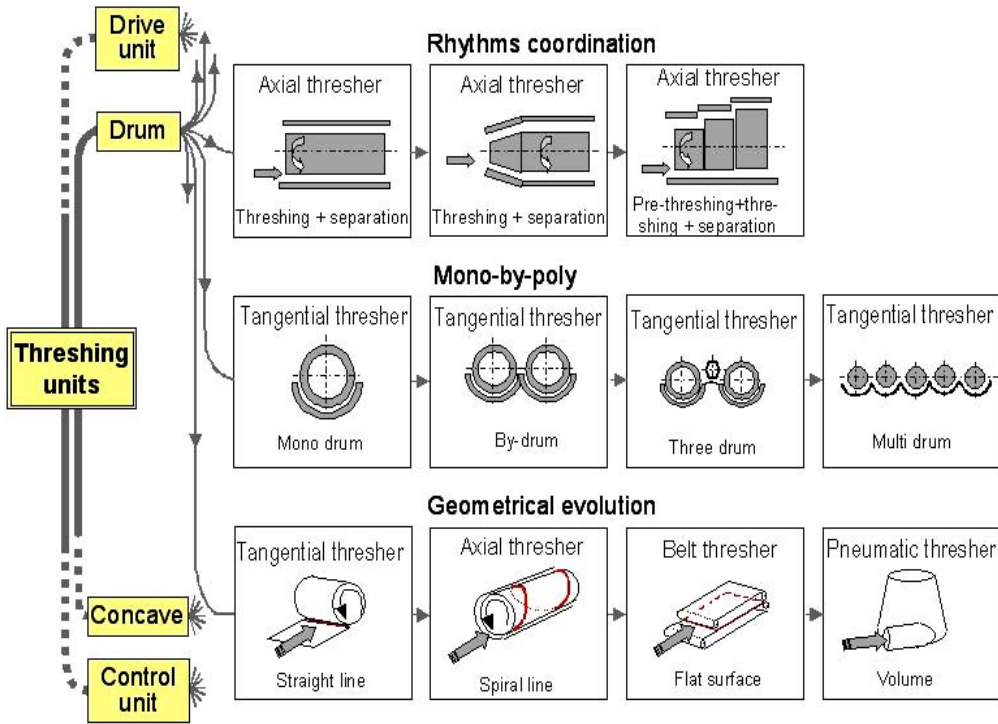 Drive
unit
Drum
Threshing
units
Concave
Control
unit
Rhythms coordination
Axial thresher
Threshing + separation
Axial thresher
Threshing + separation
Axial thresher
Pre-threshing+thre-
shing + separation
Mono-by-poly
Tangential thresher
Mono drum
Tangential thresher
By-drum
Tangential thresher
Three drum
Tangential thresher
Multi drum
Geometrical evolution
Tangential thresher
Straight line
Axial thresher
Spiral line
Belt thresher
Flat surface
Pneumatic thresher
Volume